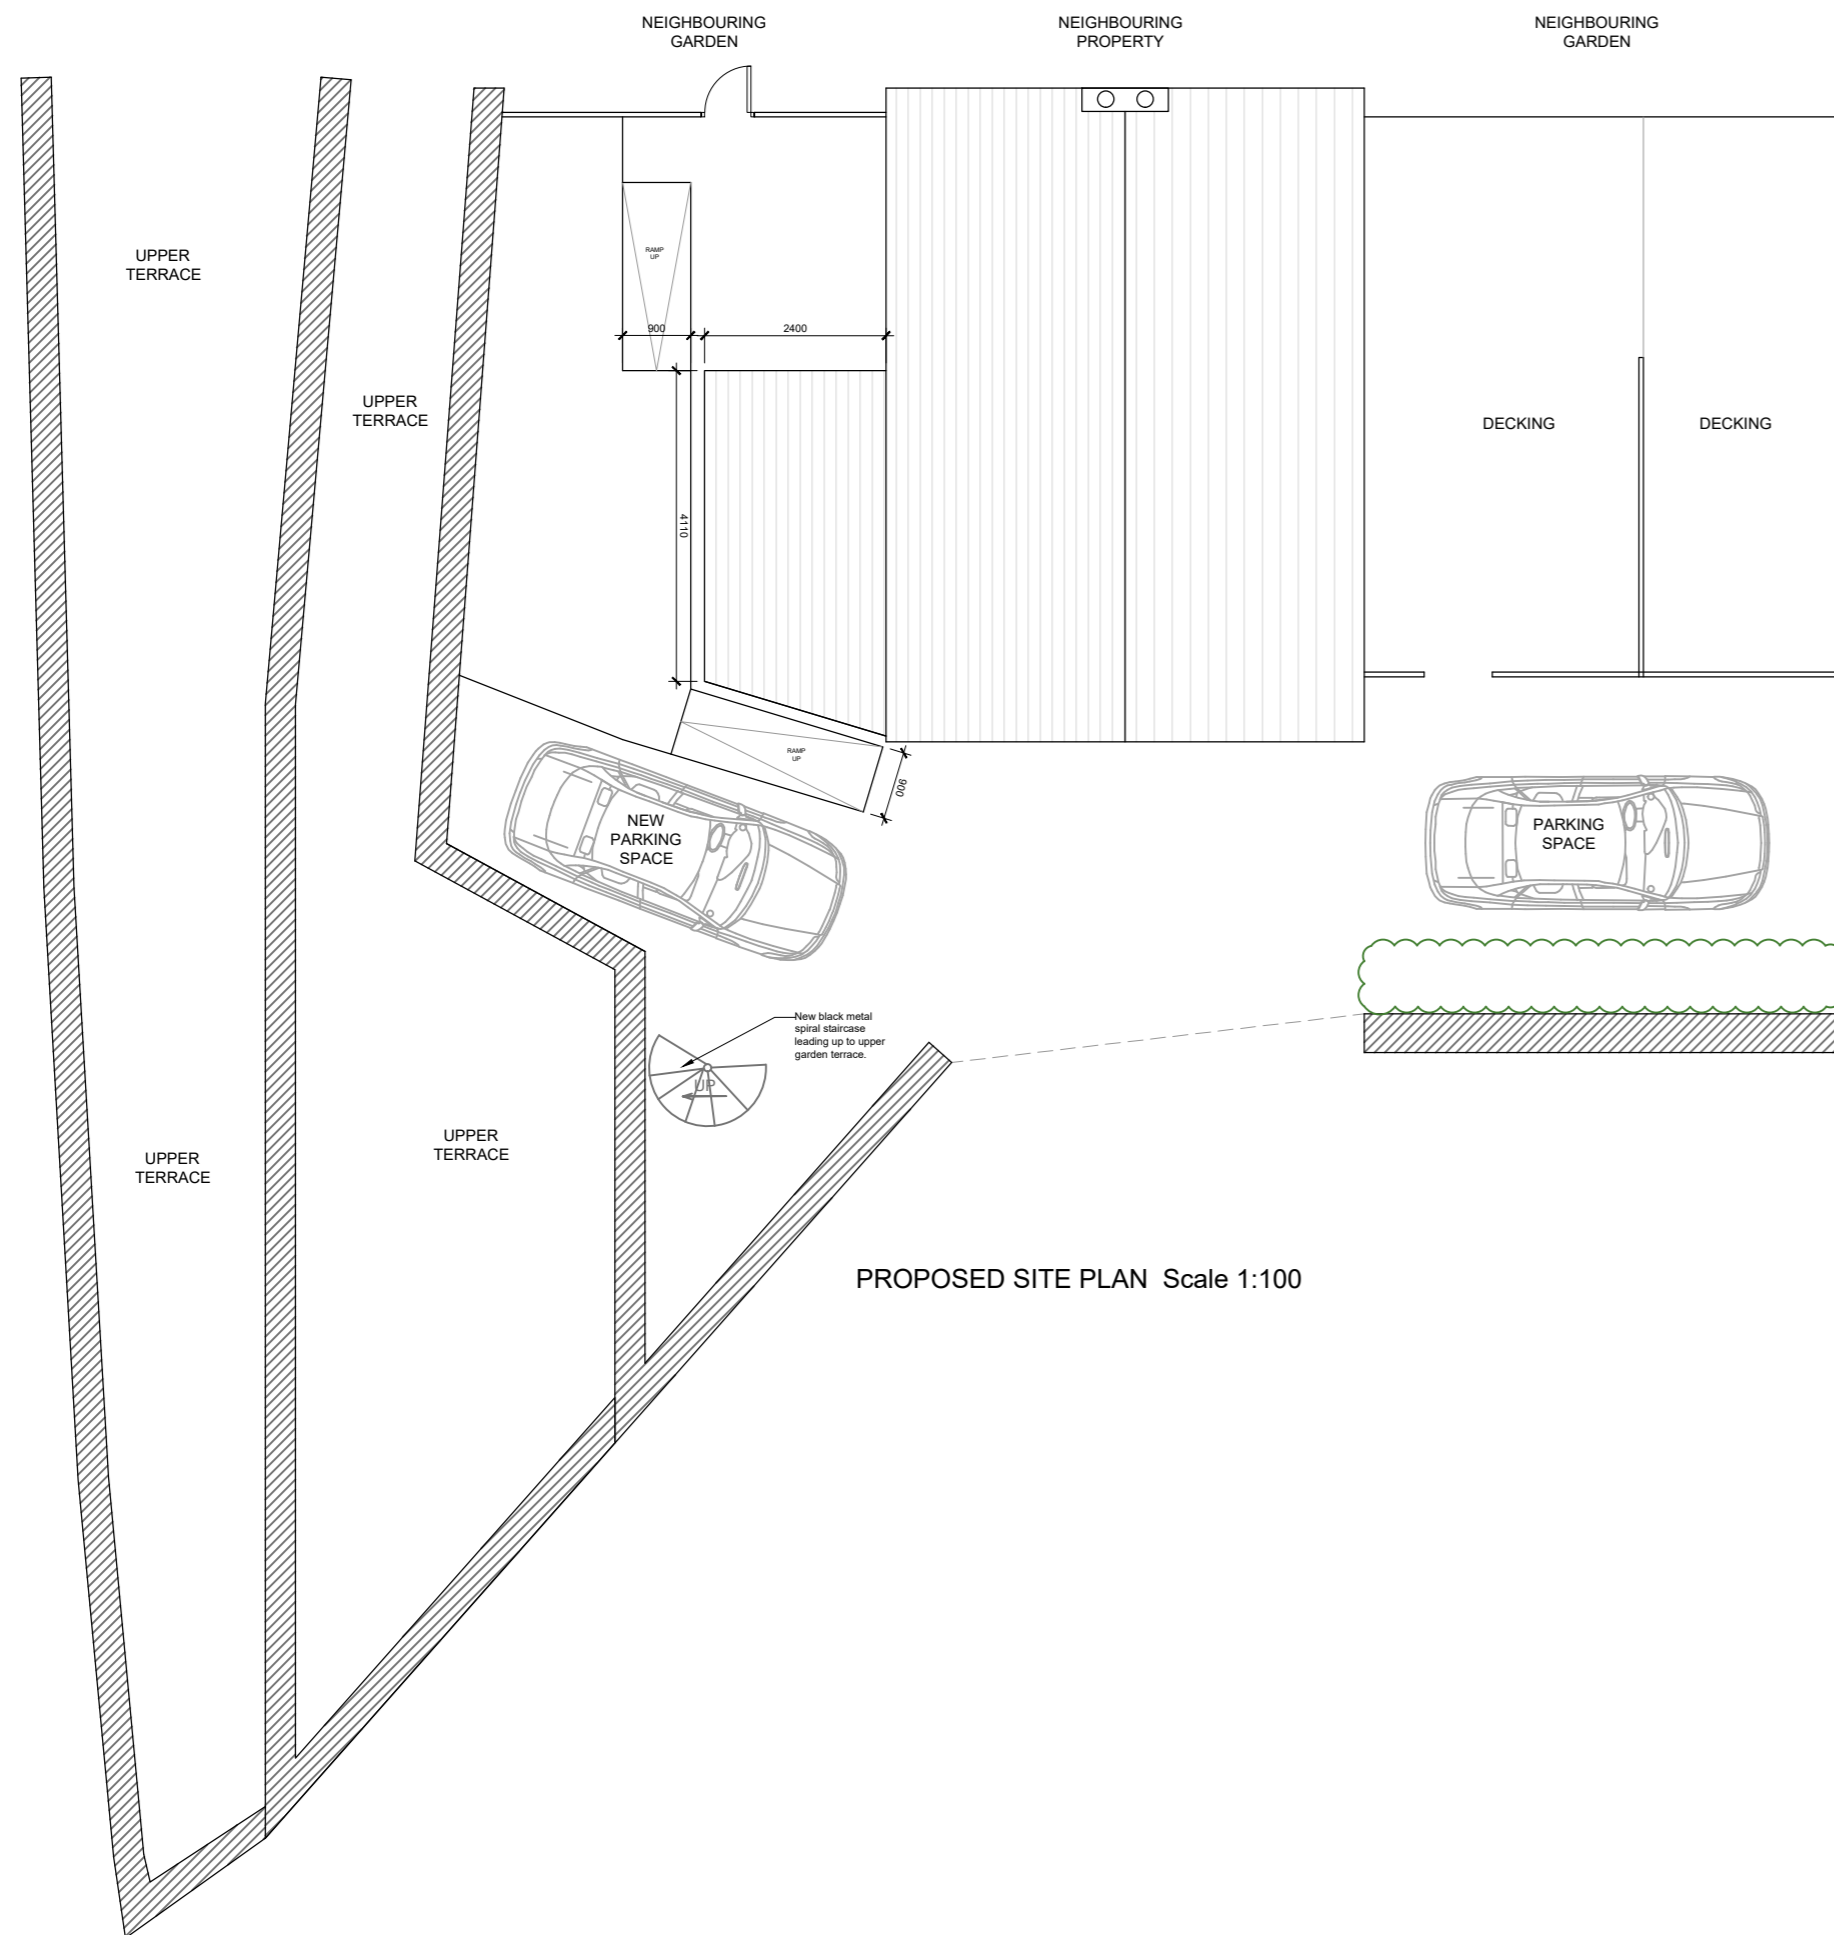 NEIGHBOURING
GARDEN
NEIGHBOURING
PROPERTY
NEIGHBOURING
GARDEN
UPPER
TERRACE
RAMP
UP
900
2400
UPPER
TERRACE
DECKING
DECKING
4110
RAMP
UP
900
NEW
PARKING
SPACE
PARKING
SPACE
New black metal
spiral staircase
leading up to upper
garden terrace.
UP
UPPER
TERRACE
UPPER
TERRACE
PROPOSED SITE PLAN Scale 1:100